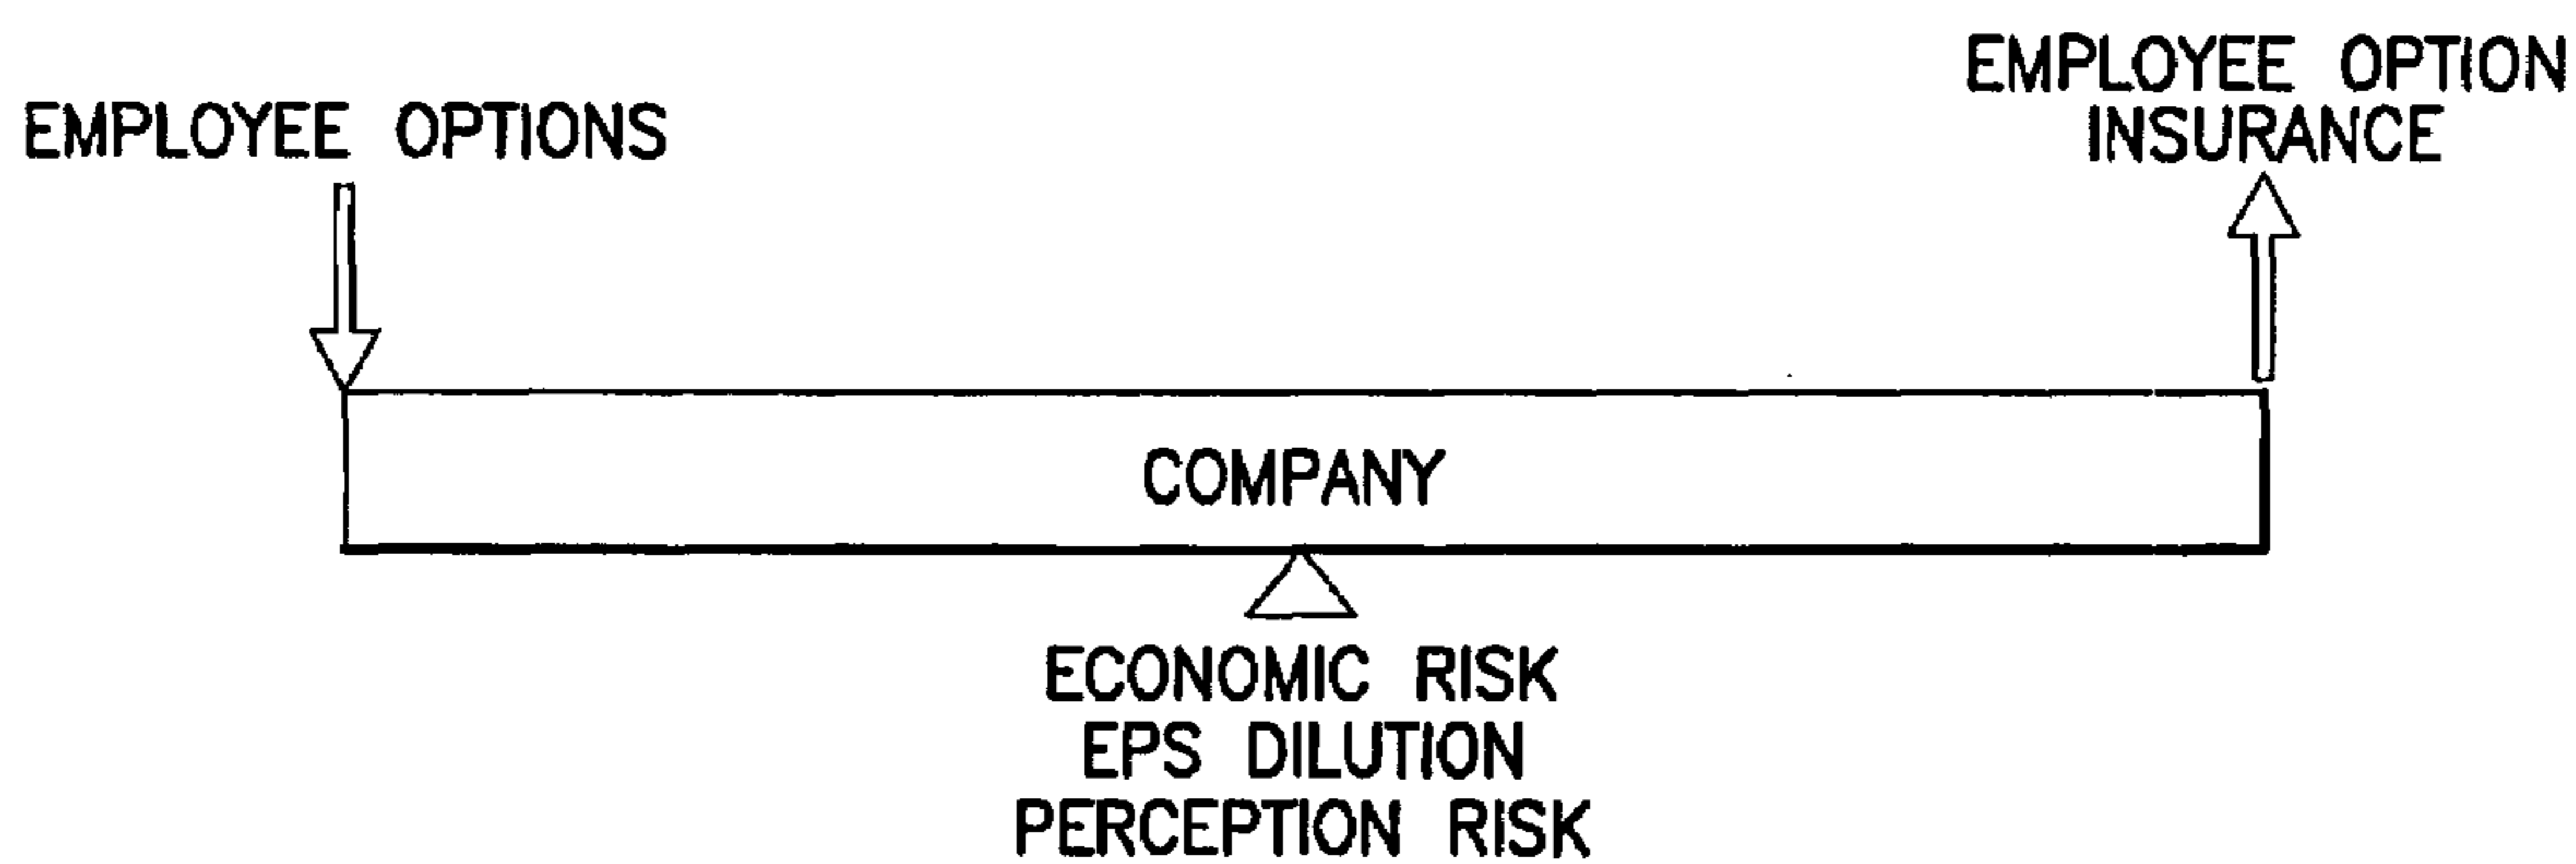 EMPLOYEE OPTIONS
EMPLOYEE OPTION
INSURANCE
COMPANY
ECONOMIC RISK
EPS DILUTION
PERCEPTION RISK